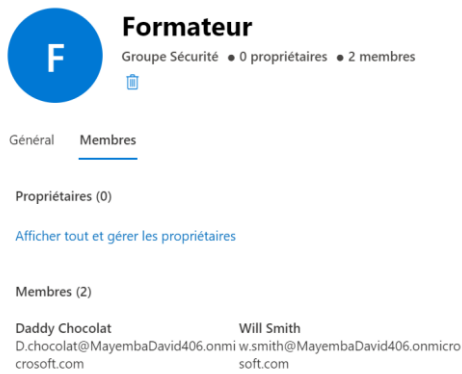 F
Formateur
Groupe Sécurité ● 0 propriétaires ● 2 membres
Général Membres
Propriétaires (0)
Afficher tout et gérer les propriétaires
Membres (2)
Daddy Chocolat
D.chocolat@MayembaDavid406.onmi
crosoft.com
Will Smith
w.smith@MayembaDavid406.onmicro
soft.com